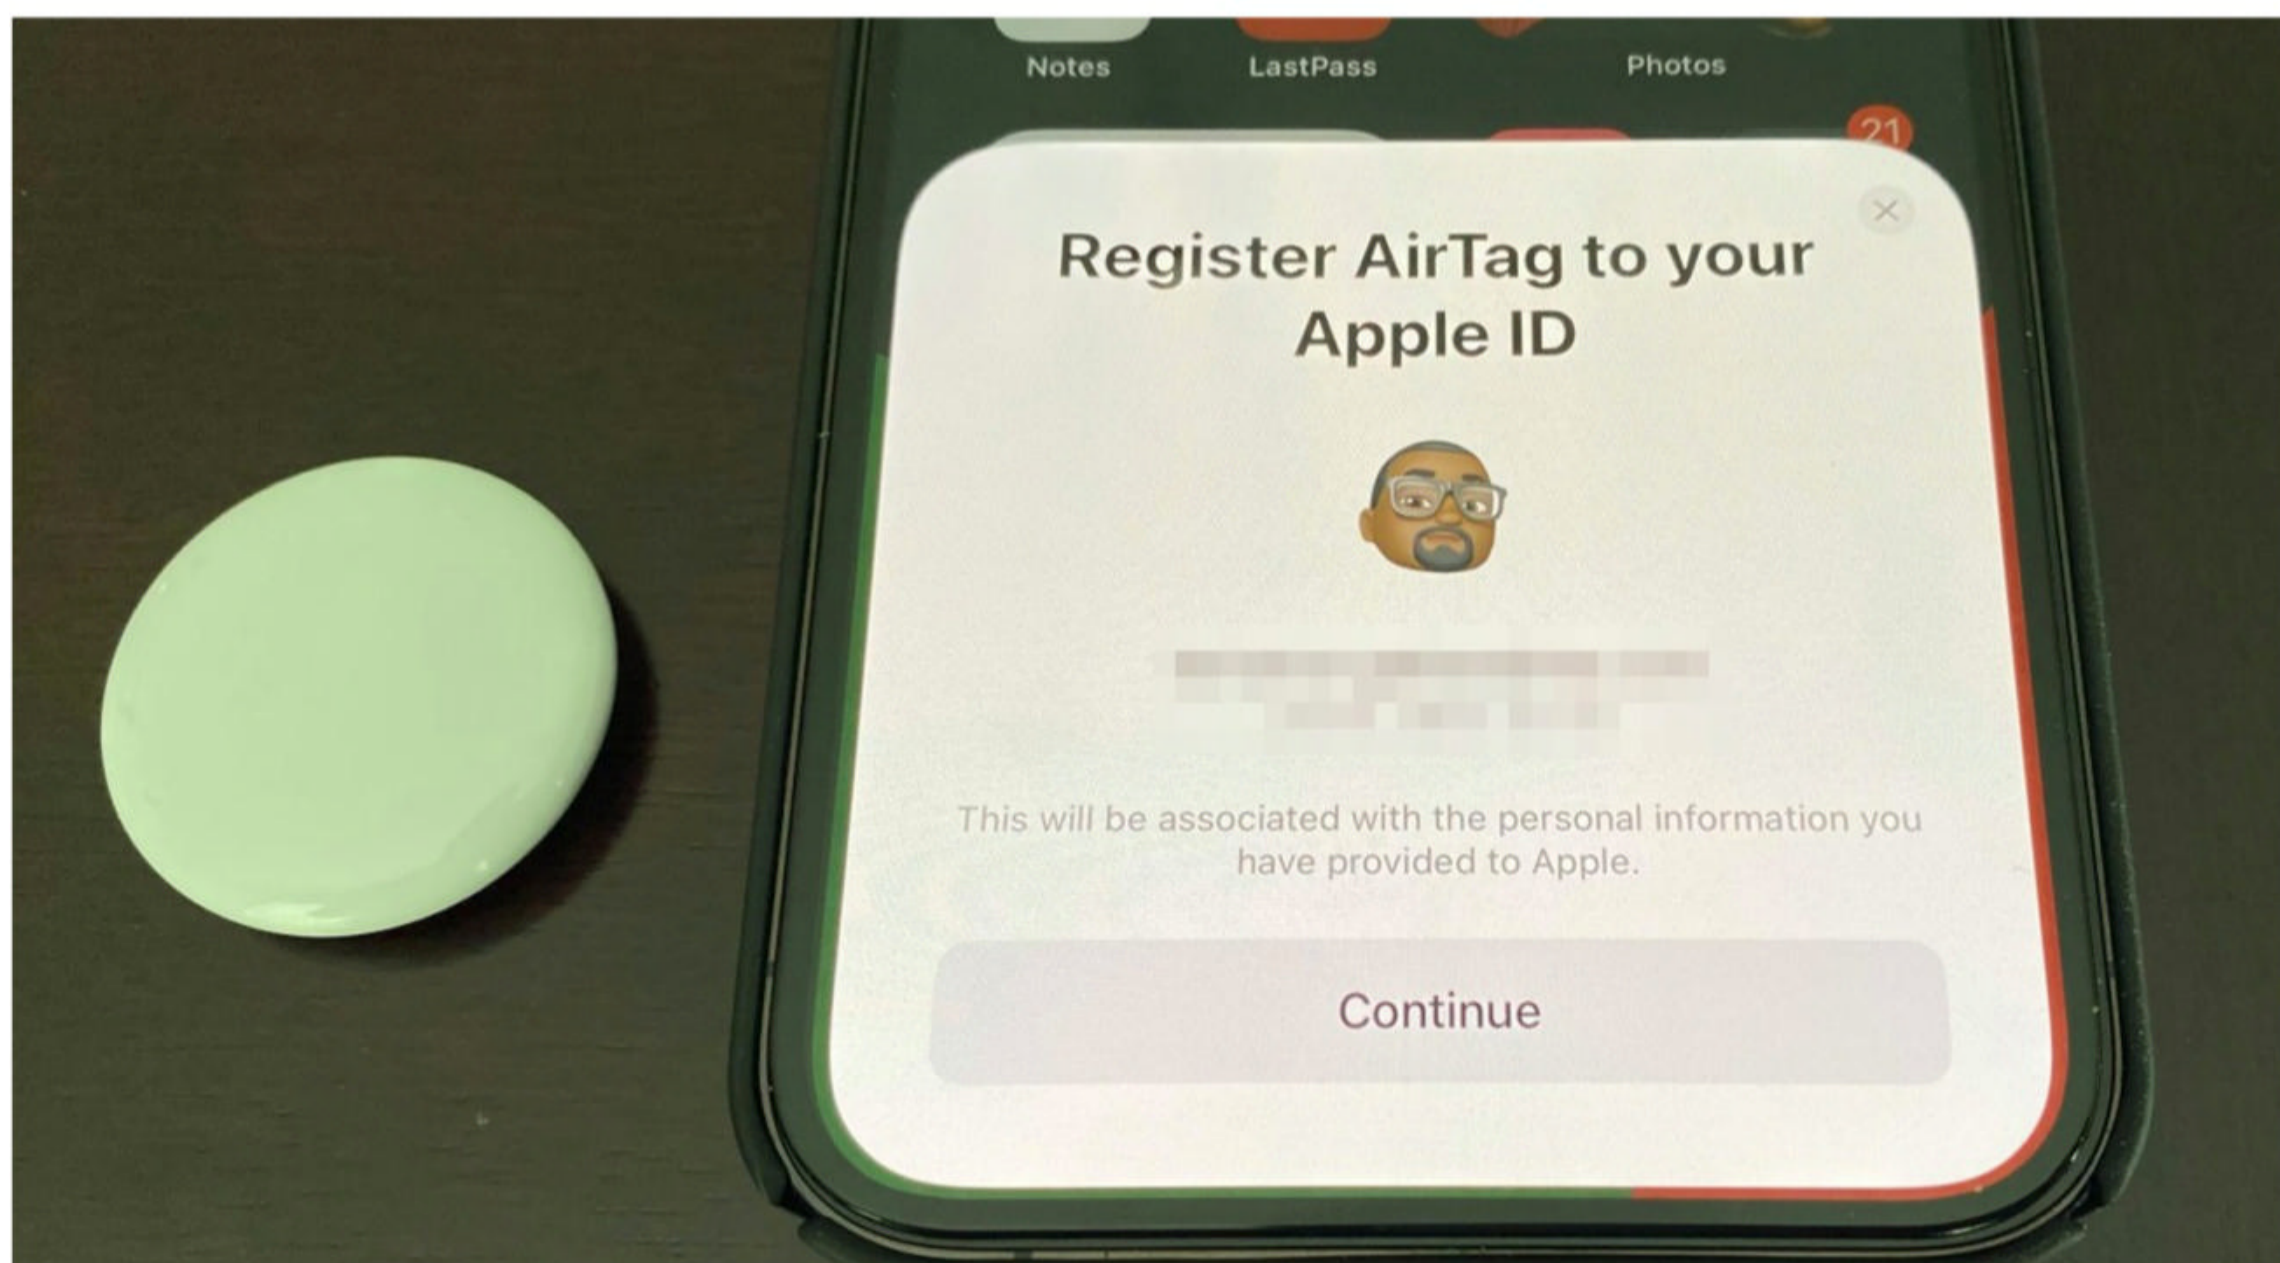 Notes LastPass Photos
21
Register AirTag to your
Apple ID
This will be associated with the personal information you
have provided to Apple.
Continue